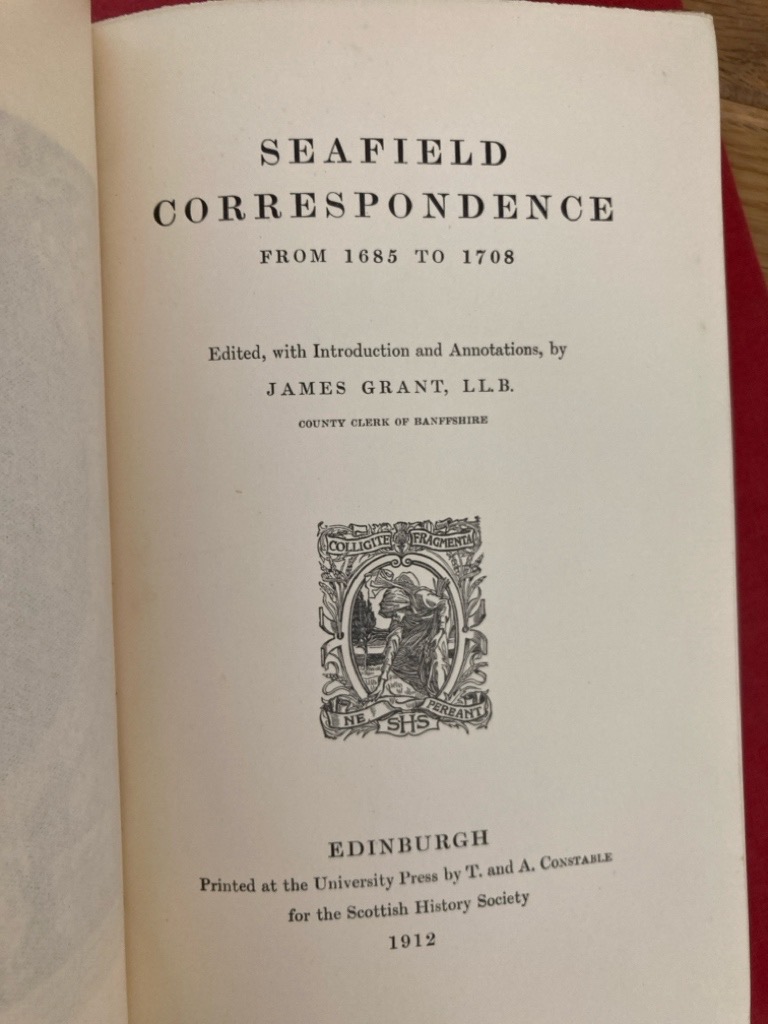 SEAFIELD
CORRESPONDENCE
FROM 1685 TO 1708
Edited, with Introduction and Annotations, by
JAMES GRANT, LL.B.
COUNTY CLERK OF BANFFSHIRE
COLLIGITE FRAGMENTA
NE PEREANT
SHS
EDINBURGH
Printed at the University Press by T. and A. CONSTABLE
for the Scottish History Society
1912